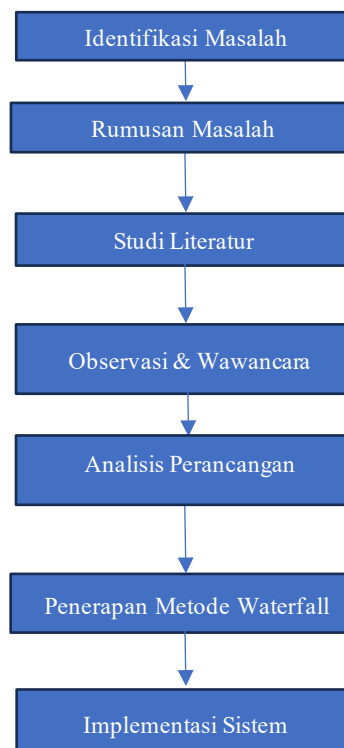 Identifikasi Masalah
Rumusan Masalah
Studi Literatur
Observasi & Wawancara
Analisis Perancangan
Penerapan Metode Waterfall
Implementasi Sistem